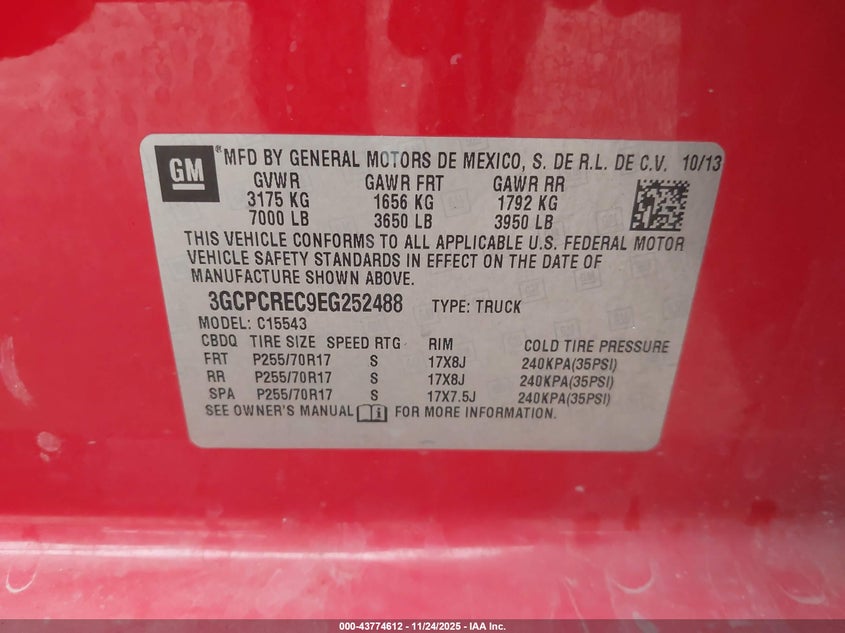 GM
® MFD BY GENERAL MOTORS DE MEXICO, S. DE R.L. DE C.V. 10/13
GVWR GAWR FRT GAWR RR
3175 KG 1656 KG 1792 KG
7000 LB 3650 LB 3950 LB
THIS VEHICLE CONFORMS TO ALL APPLICABLE U.S. FEDERAL MOTOR
VEHICLE SAFETY STANDARDS IN EFFECT ON THE DATE OF
MANUFACTURE SHOWN ABOVE.
3GCPCREC9EG252488 TYPE: TRUCK
MODEL: C15543
CBDQ TIRE SIZE SPEED RTG RIM COLD TIRE PRESSURE
FRT P255/70R17 S 17X8J 240KPA(35PSI)
RR P255/70R17 S 17X8J 240KPA(35PSI)
SPA P255/70R17 S 17X7.5J 240KPA(35PSI)
SEE OWNER'S MANUAL FOR MORE INFORMATION.
000-43774612 - 11/24/2025 - IAA Inc.